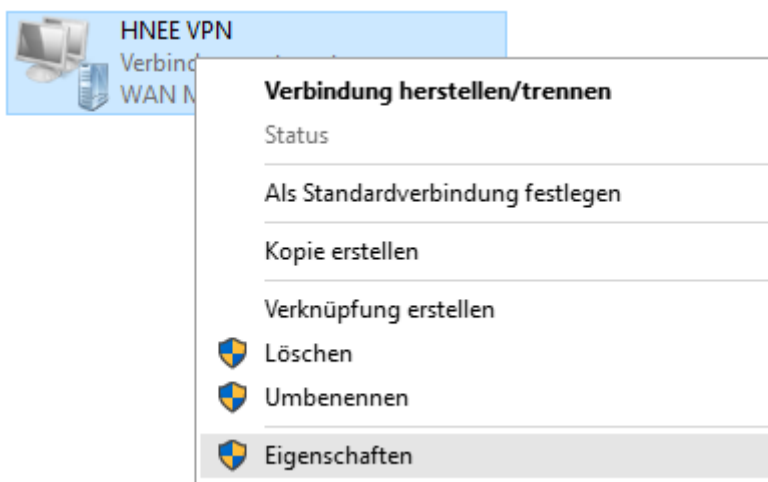 HNEE VPN
Verbind
WAN M
Verbindung herstellen/trennen
Status
Als Standardverbindung festlegen
Kopie erstellen
Verknüpfung erstellen
Löschen
Umbenennen
Eigenschaften